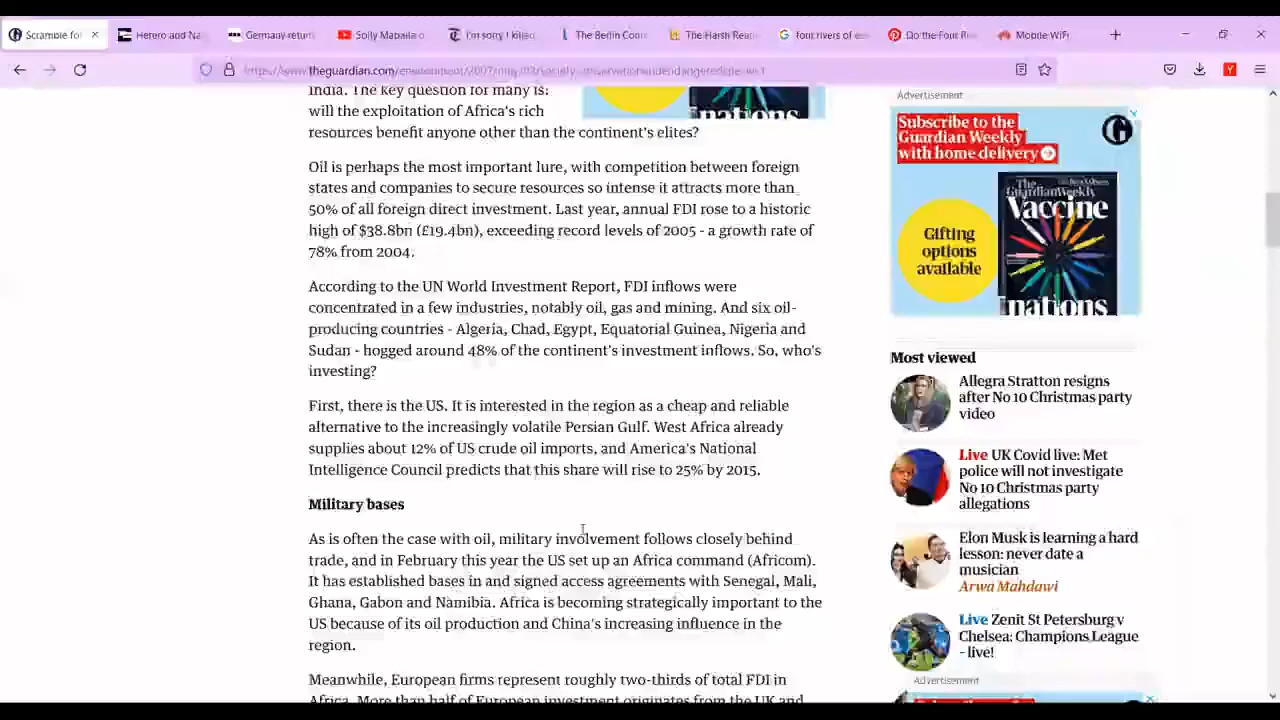 Scramble fo
Herero and Na
Germany return
Solly Mapaila o
I'm sorry I killed
The Berlin Con
The Harsh Rea
four rivers of e
Do the Four Ri
Mobile WiFi
theguardian.com
Advertisement
India. The key question for many is:
will the exploitation of Africa's rich
resources benefit anyone other than the continent's elites?
Oil is perhaps the most important lure, with competition between foreign
states and companies to secure resources so intense it attracts more than
50% of all foreign direct investment. Last year, annual FDI rose to a historic
high of $38.8bn (£19.4bn), exceeding record levels of 2005 - a growth rate of
78% from 2004.
According to the UN World Investment Report, FDI inflows were
concentrated in a few industries, notably oil, gas and mining. And six oil-
producing countries - Algeria, Chad, Egypt, Equatorial Guinea, Nigeria and
Sudan - hogged around 48% of the continent's investment inflows. So, who's
investing?
First, there is the US. It is interested in the region as a cheap and reliable
alternative to the increasingly volatile Persian Gulf. West Africa already
supplies about 12% of US crude oil imports, and America's National
Intelligence Council predicts that this share will rise to 25% by 2015.
Military bases
As is often the case with oil, military involvement follows closely behind
trade, and in February this year the US set up an Africa command (Africom).
It has established bases in and signed access agreements with Senegal, Mali,
Ghana, Gabon and Namibia. Africa is becoming strategically important to the
US because of its oil production and China's increasing influence in the
region.
Meanwhile, European firms represent roughly two-thirds of total FDI in
Africa. More than half of European investment originates from the UK and
nations
Subscribe to the
Guardian Weekly
with home delivery
The
Guardian Weekly
Vaccine
Gifting
options
available
nations
Most viewed
Allegra Stratton resigns
after No 10 Christmas party
video
Live UK Covid live: Met
police will not investigate
No 10 Christmas party
allegations
Elon Musk is learning a hard
lesson: never date a
musician
Arwa Mahdawi
Live Zenit St Petersburg v
Chelsea: Champions League
- live!
Advertisement